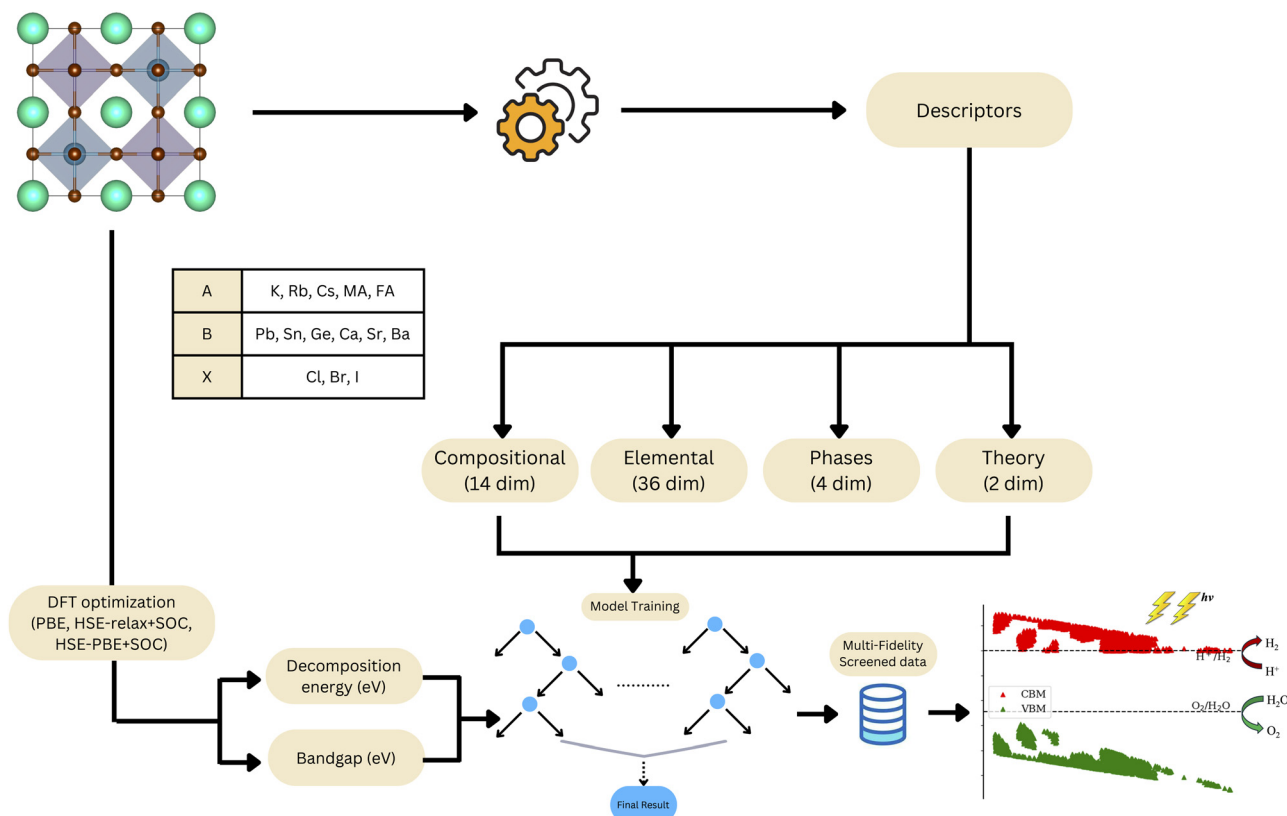 Descriptors
A K, Rb, Cs, MA, FA
B Pb, Sn, Ge, Ca, Sr, Ba
X Cl, Br, I
Compositional
(14 dim)
Elemental
(36 dim)
Phases
(4 dim)
Theory
(2 dim)
DFT optimization
(PBE, HSE-relax+SOC,
HSE-PBE+SOC)
Decomposition
energy (eV)
Bandgap (eV)
Model Training
Final Result
Multi-Fidelity
Screened data
hν
H⁺/H₂
H₂
H⁺
CBM
VBM
O₂/H₂O
H₂O
O₂